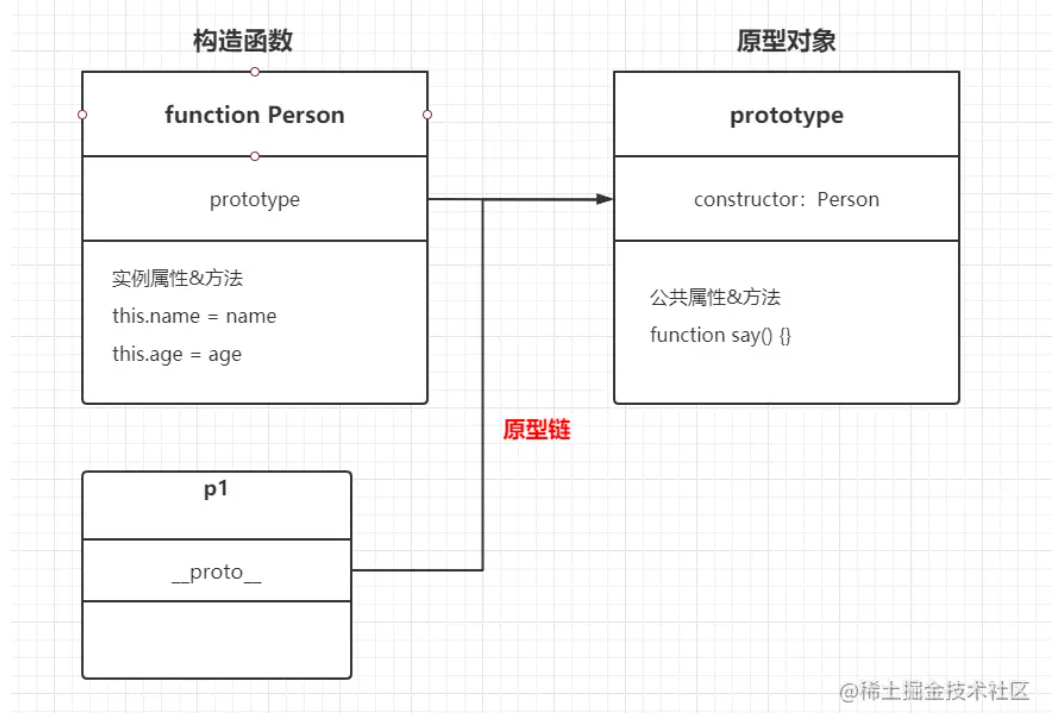 构造函数
function Person
prototype
实例属性&方法
this.name = name
this.age = age
原型对象
prototype
constructor：Person
公共属性&方法
function say() {}
原型链
p1
__proto__
@稀土掘金技术社区